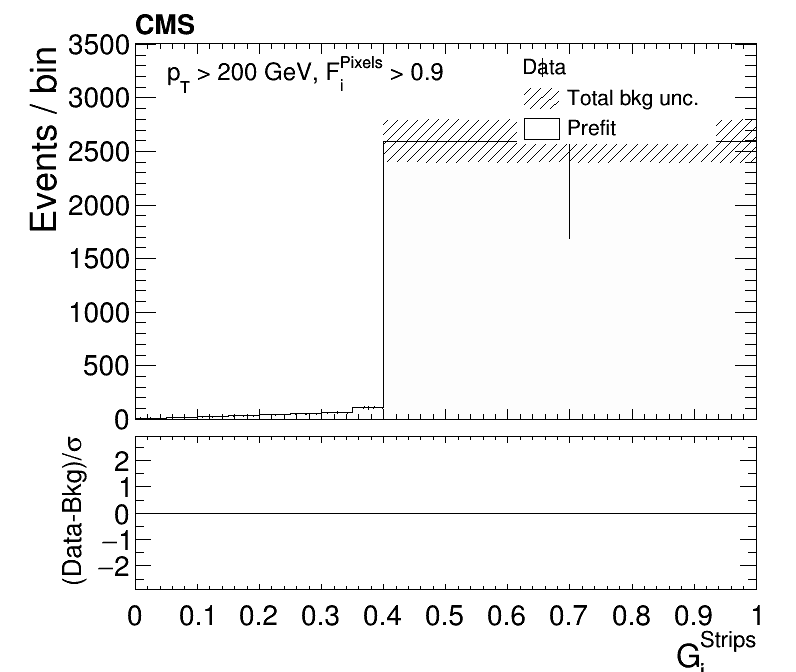 CMS
Events / bin
3500
3000
2500
2000
1500
1000
500
0
p_T > 200 GeV, F_i^Pixels > 0.9
Data
Total bkg unc.
Prefit
(Data-Bkg)/σ
2
1
0
−1
−2
0 0.1 0.2 0.3 0.4 0.5 0.6 0.7 0.8 0.9 1
G_i^Strips